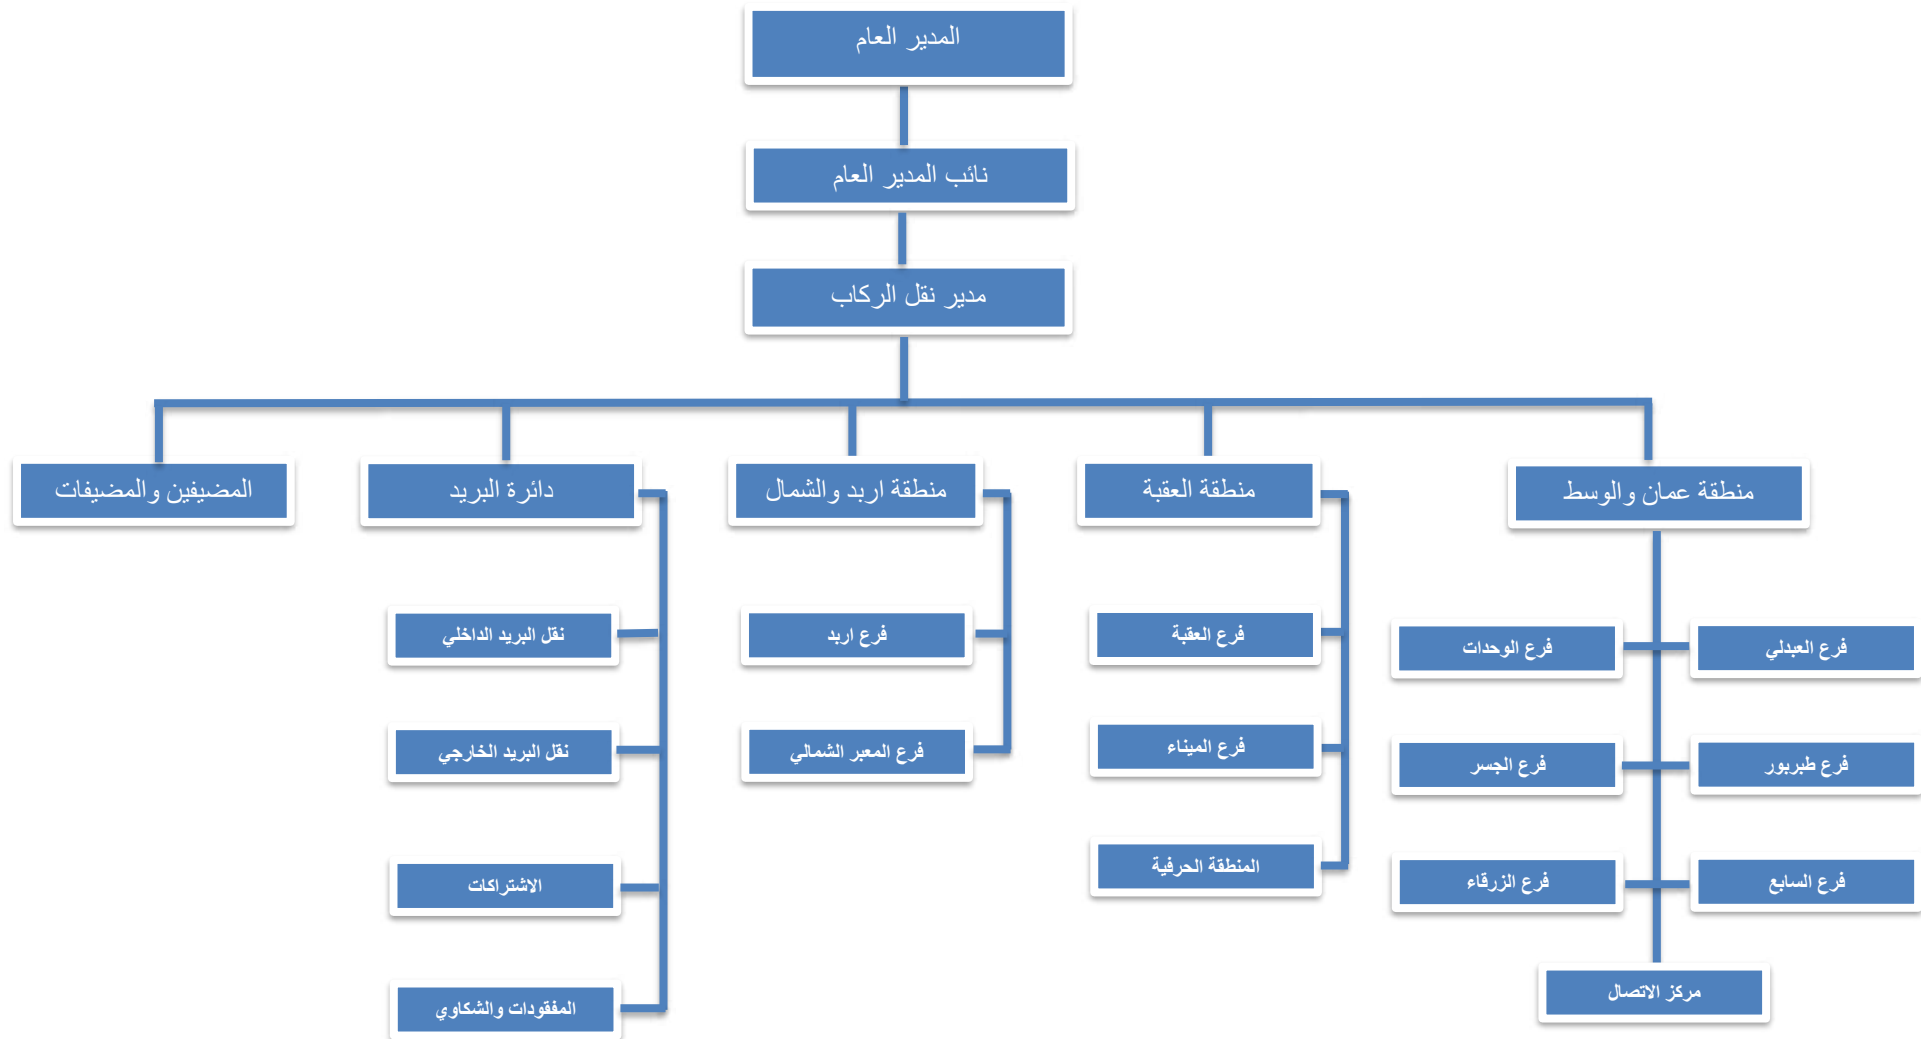 المدير العام
نائب المدير العام
مدير نقل الركاب
منطقة عمان والوسط
منطقة العقبة
منطقة اربد والشمال
دائرة البريد
المضيفين والمضيفات
فرع العبدلي
فرع الوحدات
فرع طبربور
فرع الجسر
فرع السابع
فرع الزرقاء
مركز الاتصال
فرع العقبة
فرع الميناء
المنطقة الحرفية
فرع اربد
فرع المعبر الشمالي
نقل البريد الداخلي
نقل البريد الخارجي
الاشتراكات
المفقودات والشكاوي